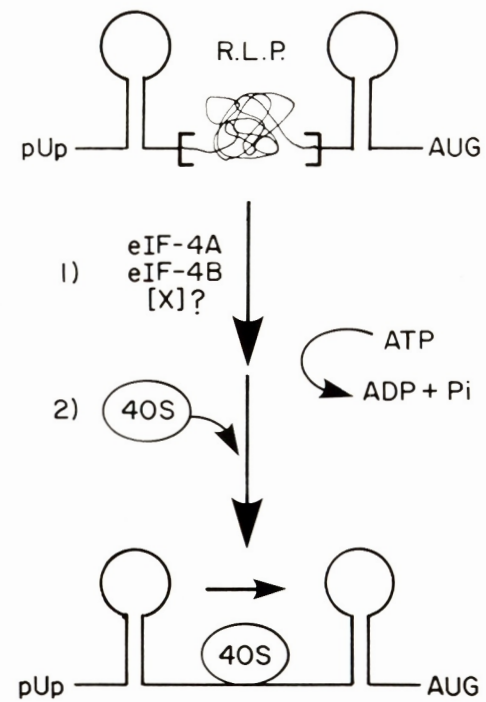 R.L.P.
pUp AUG
1) eIF-4A
eIF-4B
[X]?
ATP
ADP + Pi
2) 40S
40S
pUp AUG